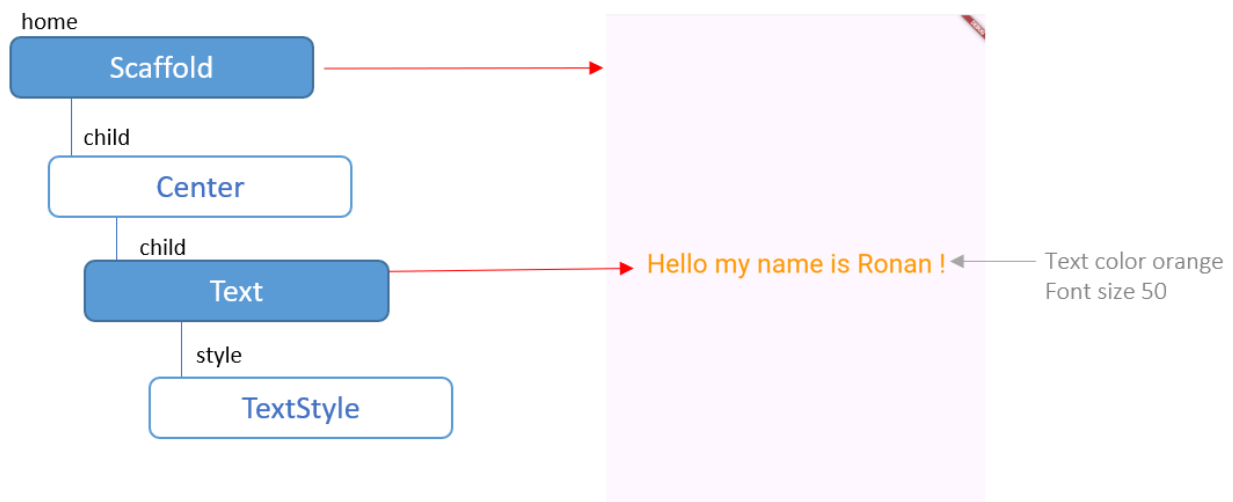 home
Scaffold
child
Center
child
Text
style
TextStyle
Hello my name is Ronan !
Text color orange
Font size 50